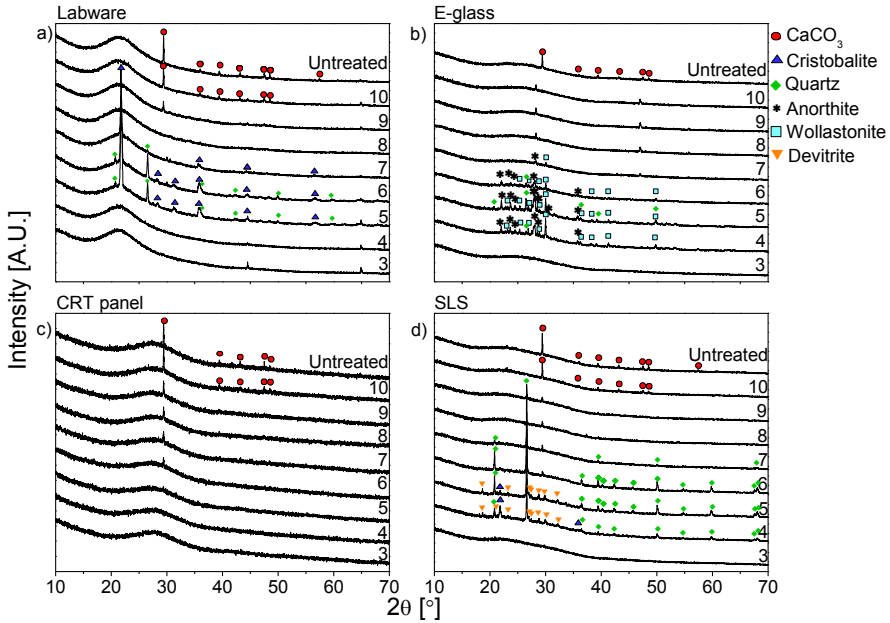 Labware
E-glass
a)
b)
Untreated
10
9
8
7
6
5
4
3
Untreated
10
9
8
7
6
5
4
3
CaCO3
Cristobalite
Quartz
Anorthite
Wollastonite
Devitrite
Intensity [A.U.]
CRT panel
SLS
c)
d)
Untreated
10
9
8
7
6
5
4
3
Untreated
10
9
8
7
6
5
4
3
10 20 30 40 50 60 70
10 20 30 40 50 60 70
2θ [°]